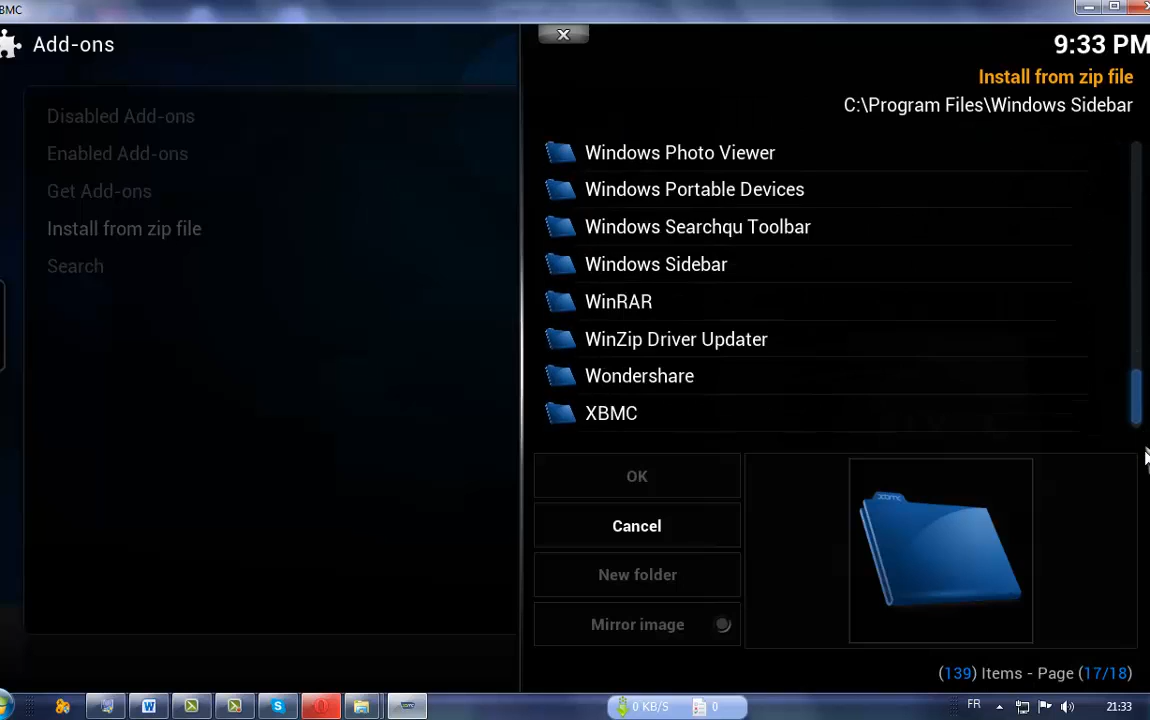 BMC
Add-ons
9:33 PM
Install from zip file
C:\Program Files\Windows Sidebar
Disabled Add-ons
Enabled Add-ons
Get Add-ons
Install from zip file
Search
Windows Photo Viewer
Windows Portable Devices
Windows Searchqu Toolbar
Windows Sidebar
WinRAR
WinZip Driver Updater
Wondershare
XBMC
OK
Cancel
New folder
Mirror image
xbmc
(139) Items - Page (17/18)
0 KB/S
0
FR
21:33